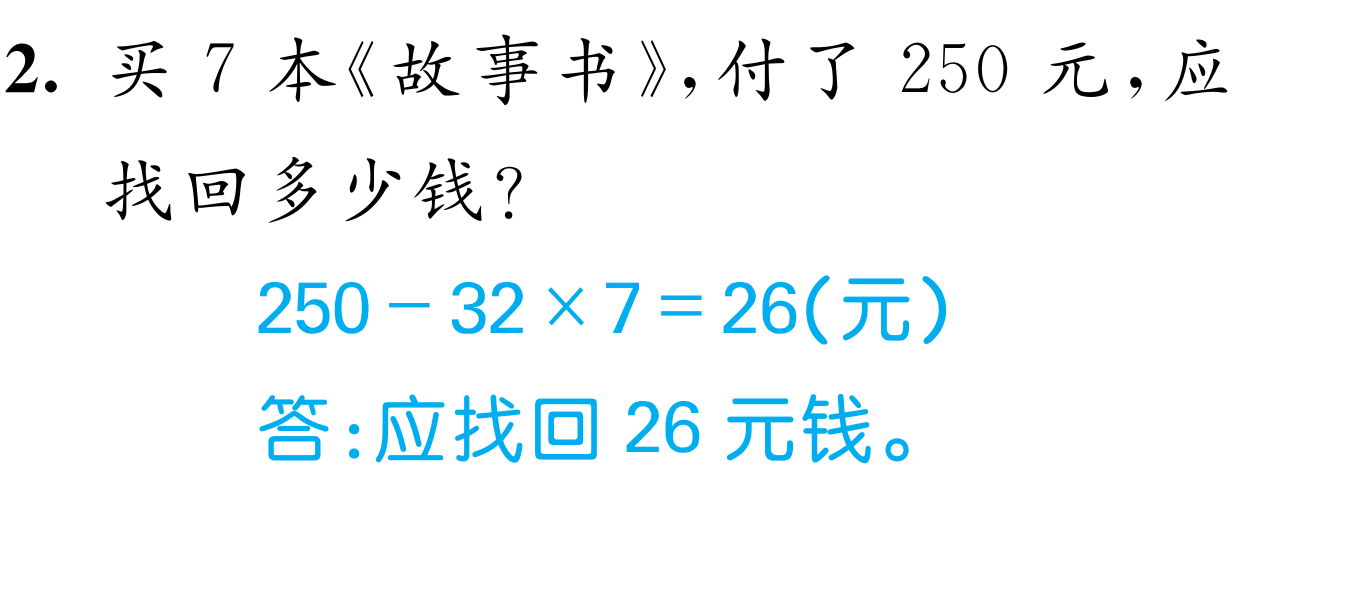 2. 买 7 本《故事书》,付了 250 元,应
找回多少钱?
250-32×7=26(元)
答:应找回 26 元钱。